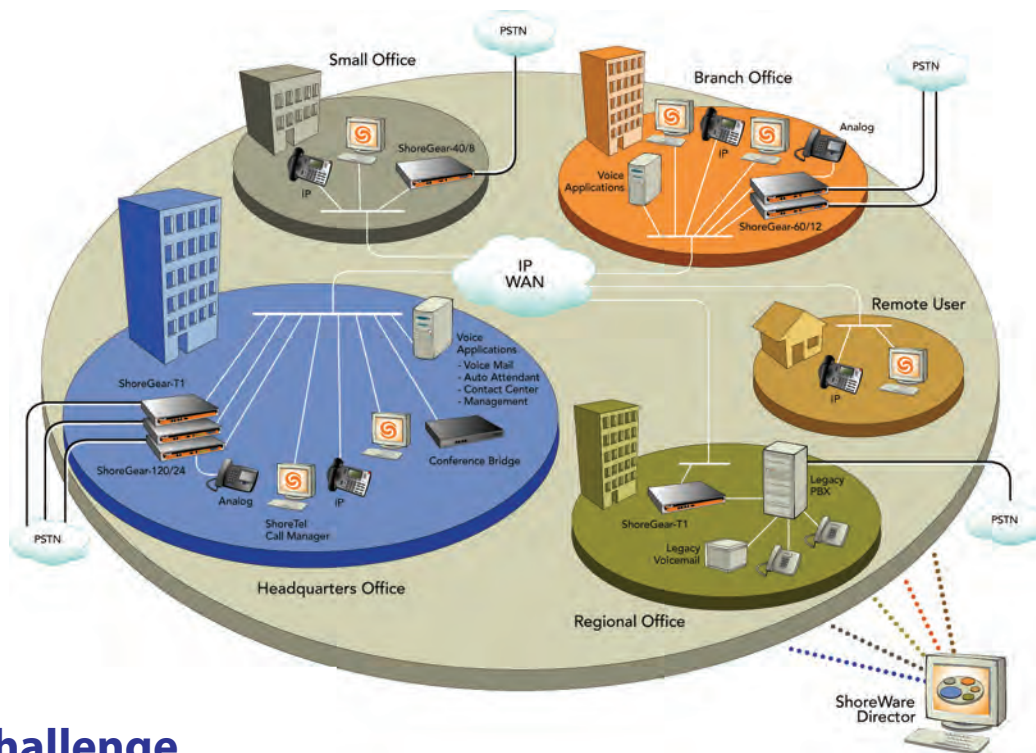 PSTN
Small Office
ShoreGear-40/8
IP
Branch Office
PSTN
Analog
IP
Voice
Applications
ShoreGear-60/12
IP
WAN
Remote User
IP
Voice
Applications
- Voice Mail
- Auto Attendant
- Contact Center
- Management
ShoreGear-T1
ShoreGear-120/24
Conference Bridge
Analog
IP
ShoreTel
Call Manager
PSTN
Headquarters Office
Legacy
PBX
ShoreGear-T1
Legacy
Voicemail
PSTN
Regional Office
ShoreWare
Director
hallenge